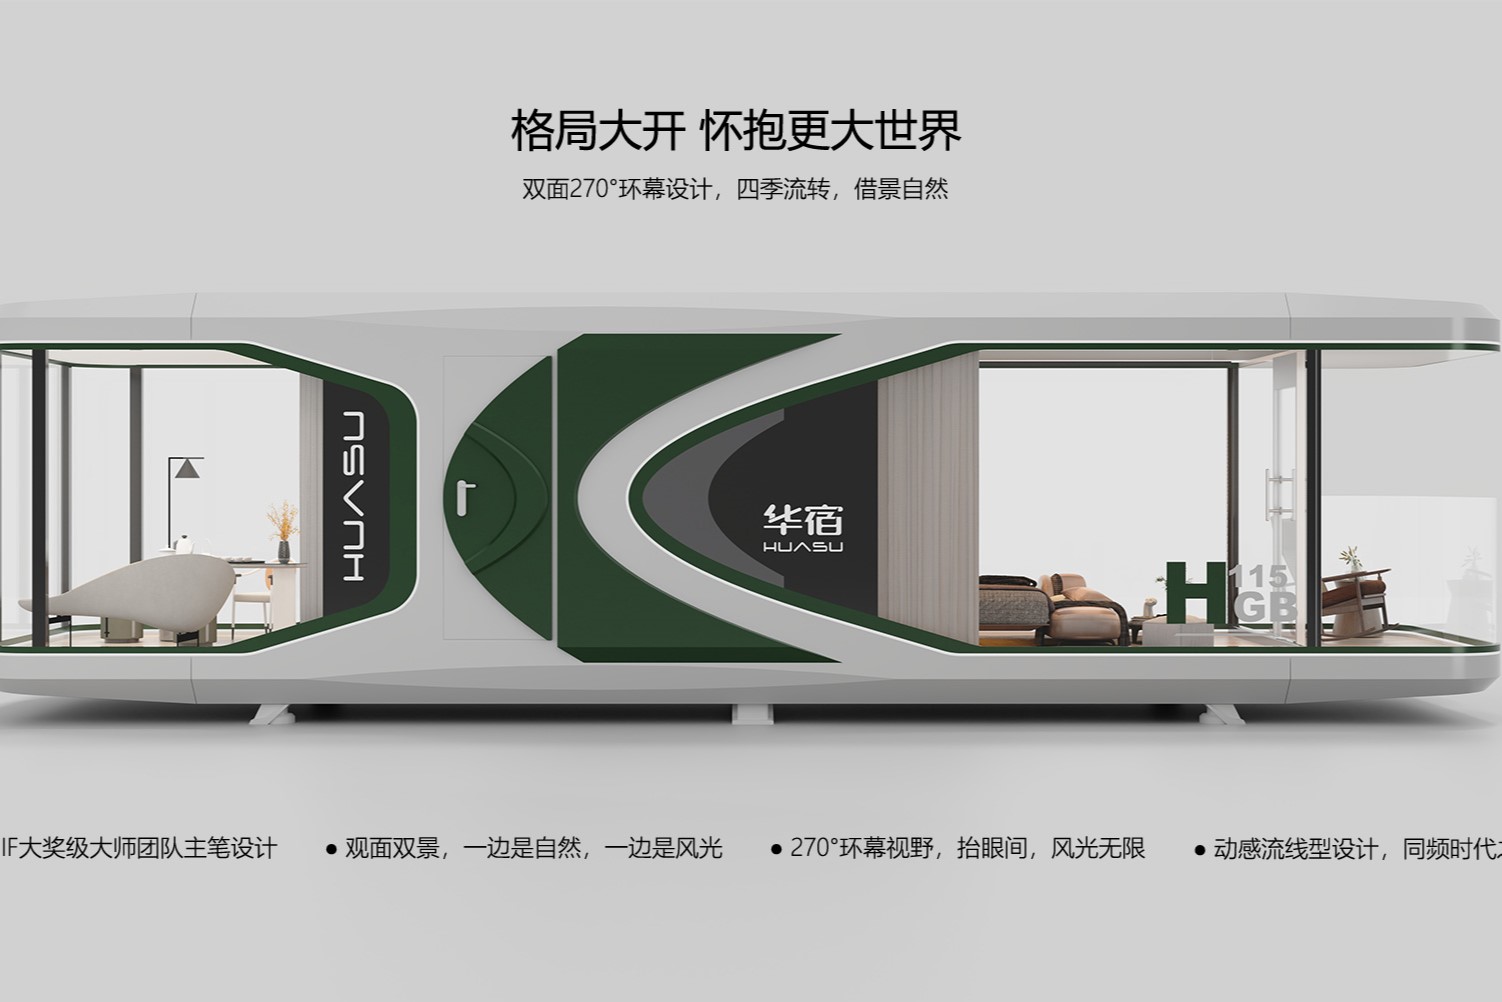 格局大开 怀抱更大世界
双面270°环幕设计，四季流转，借景自然
HUASU
华宿
HUASU
H 115
GB
IF大奖级大师团队主笔设计
● 观面双景，一边是自然，一边是风光
● 270°环幕视野，抬眼间，风光无限
● 动感流线型设计，同频时代